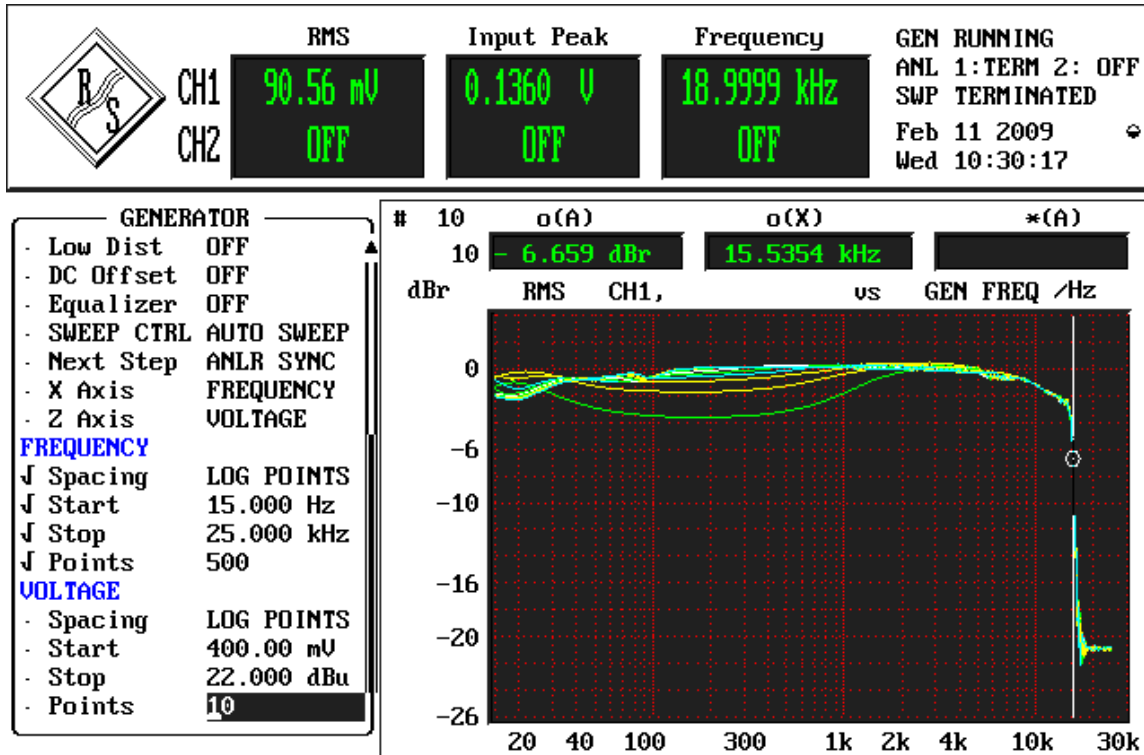 RMS Input Peak Frequency
R S
CH1 90.56 mV 0.1360 V 18.9999 kHz
CH2 OFF OFF OFF
GEN RUNNING
ANL 1:TERM 2: OFF
SWP TERMINATED
Feb 11 2009
Wed 10:30:17
GENERATOR
· Low Dist OFF
· DC Offset OFF
· Equalizer OFF
· SWEEP CTRL AUTO SWEEP
· Next Step ANLR SYNC
· X Axis FREQUENCY
· Z Axis VOLTAGE
FREQUENCY
√ Spacing LOG POINTS
√ Start 15.000 Hz
√ Stop 25.000 kHz
√ Points 500
VOLTAGE
· Spacing LOG POINTS
· Start 400.00 mV
· Stop 22.000 dBu
· Points 10
# 10 o(A) o(X) *(A)
10 - 6.659 dBr 15.5354 kHz
dBr RMS CH1, vs GEN FREQ /Hz
0
-6
-10
-16
-20
-26
20 40 100 300 1k 2k 4k 10k 30k